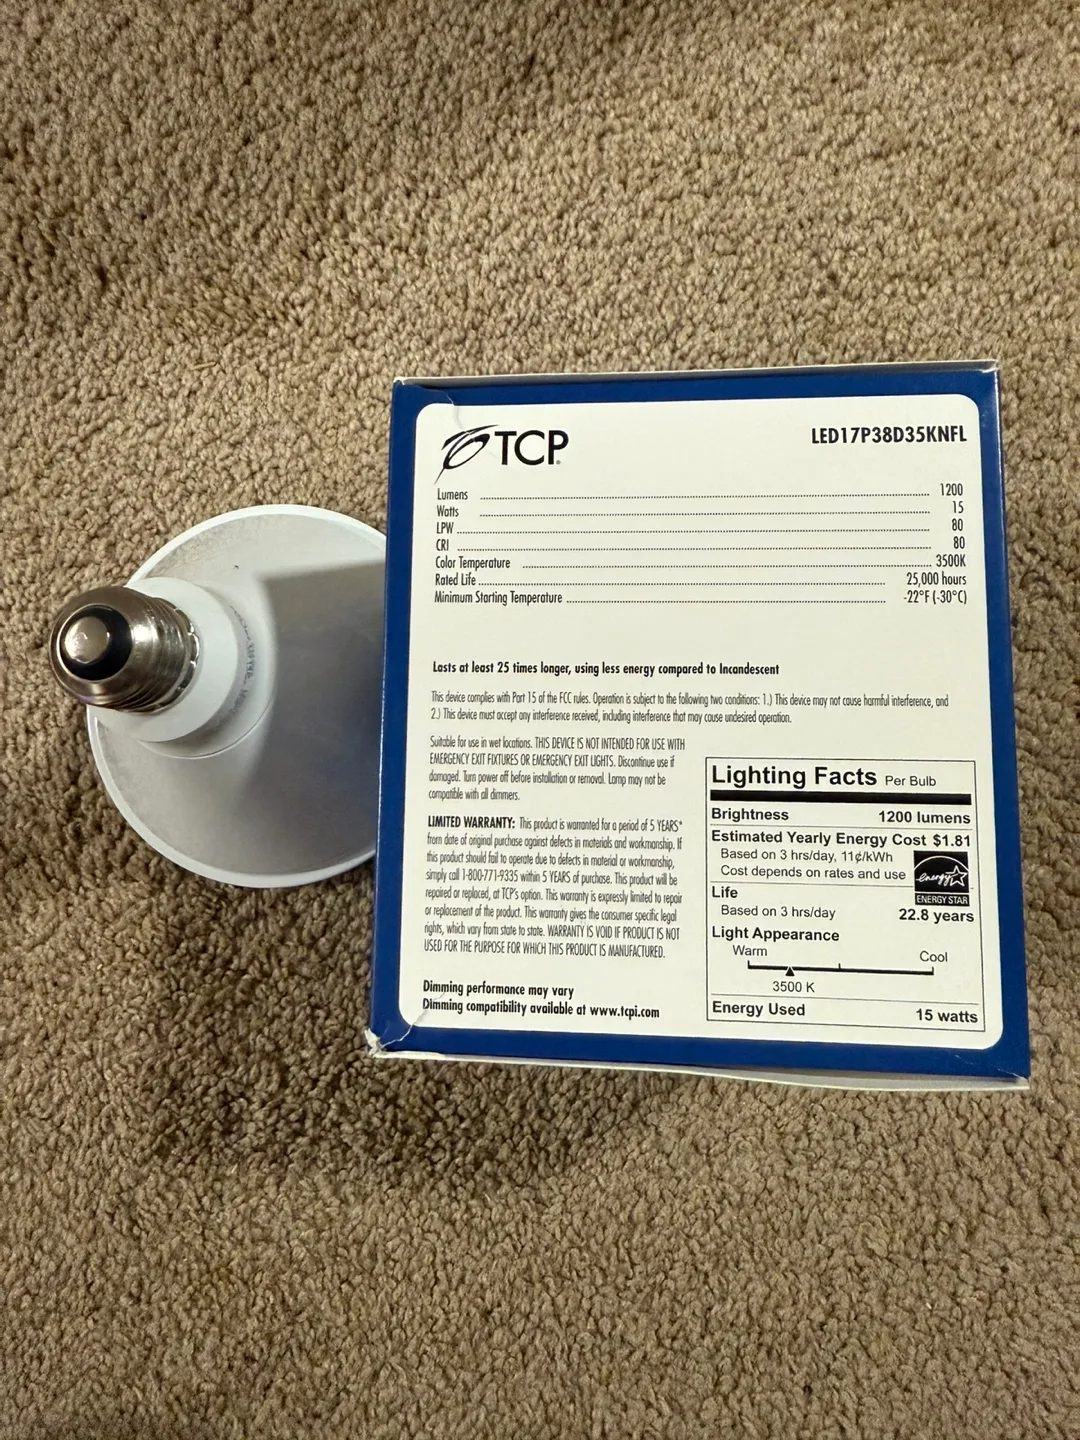 TCP
LED17P38D35KNFL
Lumens 1200
Watts 15
LPW 80
CRI 80
Color Temperature 3500K
Rated Life 25,000 hours
Minimum Starting Temperature -22°F (-30°C)
Lasts at least 25 times longer, using less energy compared to Incandescent
This device complies with Part 15 of the FCC rules. Operation is subject to the following two conditions: 1.) This device may not cause harmful interference, and
2.) This device must accept any interference received, including interference that may cause undesired operation.
Suitable for use in wet locations. THIS DEVICE IS NOT INTENDED FOR USE WITH
EMERGENCY EXIT FIXTURES OR EMERGENCY EXIT LIGHTS. Discontinue use if
damaged. Turn power off before installation or removal. Lamp may not be
compatible with all dimmers.
LIMITED WARRANTY: This product is warranted for a period of 5 YEARS*
from date of original purchase against defects in materials and workmanship. If
this product should fail to operate due to defects in material or workmanship,
simply call 1-800-771-9335 within 5 YEARS of purchase. This product will be
repaired or replaced, at TCP's option. This warranty is expressly limited to repair
or replacement of the product. This warranty gives the consumer specific legal
rights, which vary from state to state. WARRANTY IS VOID IF PRODUCT IS NOT
USED FOR THE PURPOSE FOR WHICH THIS PRODUCT IS MANUFACTURED.
Dimming performance may vary
Dimming compatibility available at www.tcpi.com
Lighting Facts Per Bulb
Brightness 1200 lumens
Estimated Yearly Energy Cost $1.81
Based on 3 hrs/day, 11¢/kWh
Cost depends on rates and use
energy
ENERGY STAR
Life
Based on 3 hrs/day 22.8 years
Light Appearance
Warm Cool
3500 K
Energy Used 15 watts